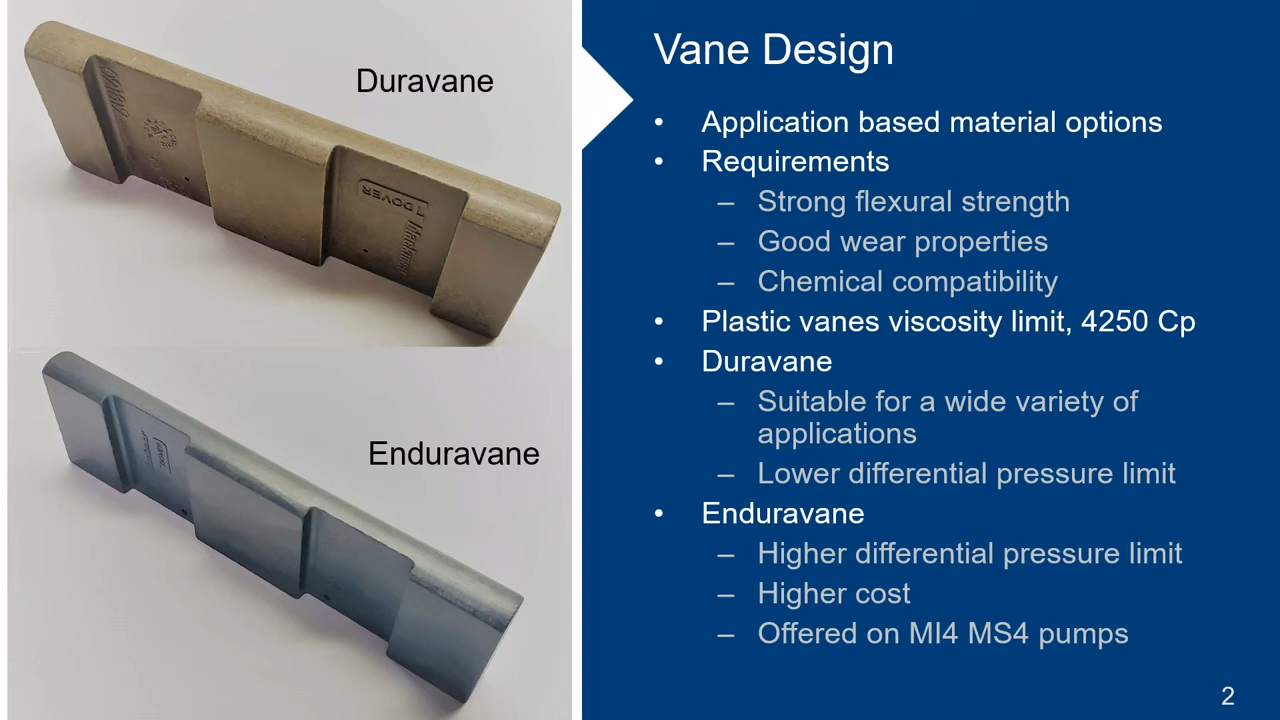 Duravane
DOVER
Enduravane
Vane Design
• Application based material options
• Requirements
– Strong flexural strength
– Good wear properties
– Chemical compatibility
• Plastic vanes viscosity limit, 4250 Cp
• Duravane
– Suitable for a wide variety of
applications
– Lower differential pressure limit
• Enduravane
– Higher differential pressure limit
– Higher cost
– Offered on MI4 MS4 pumps
2